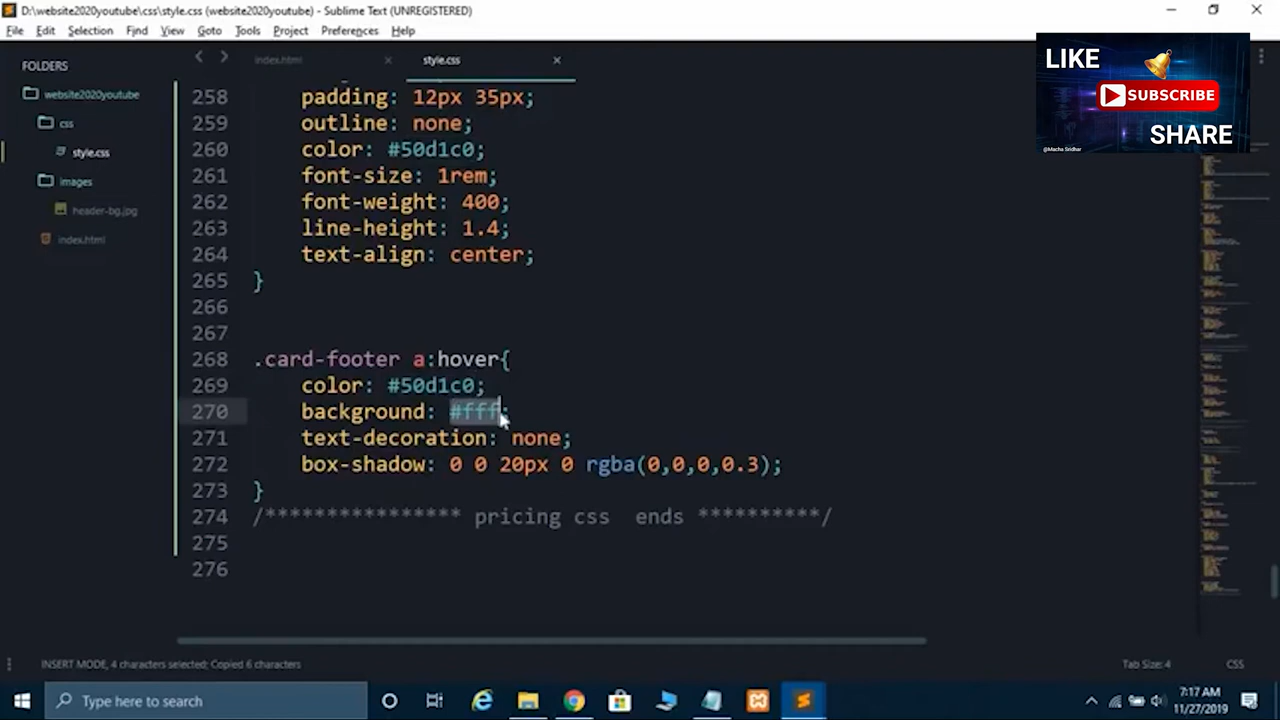 D:\website2020youtube\css\style.css (website2020youtube) - Sublime Text (UNREGISTERED)
File Edit Selection Find View Goto Tools Project Preferences Help
FOLDERS
website2020youtube
css
style.css
images
header-bg.jpg
index.html
index.html
style.css
LIKE
SUBSCRIBE
SHARE
@Macha Sridhar
258 padding: 12px 35px;
259 outline: none;
260 color: #50d1c0;
261 font-size: 1rem;
262 font-weight: 400;
263 line-height: 1.4;
264 text-align: center;
265 }
266
267
268 .card-footer a:hover{
269 color: #50d1c0;
270 background: #fff;
271 text-decoration: none;
272 box-shadow: 0 0 20px 0 rgba(0,0,0,0.3);
273 }
274 /**************** pricing css ends **********/
275
276
INSERT MODE, 4 characters selected; Copied 6 characters
Tab Size: 4
CSS
Type here to search
7:17 AM
11/27/2019